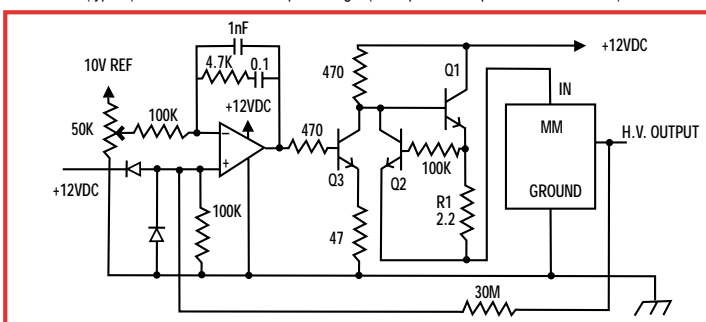 1nF
4.7K
0.1
10V REF
50K
100K
+12VDC
+12VDC
100K
470
Q3
47
470
Q2
100K
Q1
R1
2.2
+12VDC
IN
MM
GROUND
H.V. OUTPUT
30M